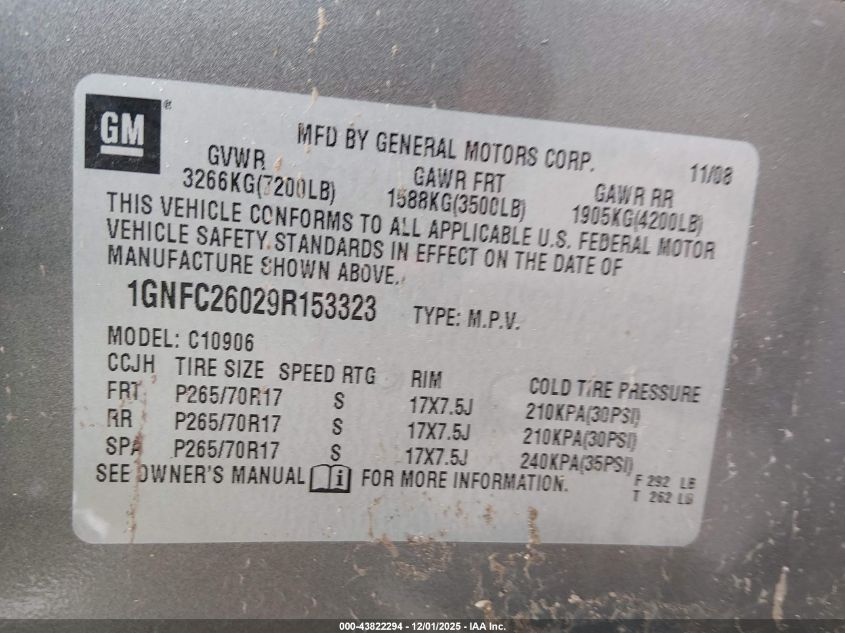 GM ®
MFD BY GENERAL MOTORS CORP. 11/08
GVWR GAWR FRT GAWR RR
3266KG(7200LB) 1588KG(3500LB) 1905KG(4200LB)
THIS VEHICLE CONFORMS TO ALL APPLICABLE U.S. FEDERAL MOTOR
VEHICLE SAFETY STANDARDS IN EFFECT ON THE DATE OF
MANUFACTURE SHOWN ABOVE.
1GNFC26029R153323 TYPE: M.P.V.
MODEL: C10906
CCJH TIRE SIZE SPEED RTG RIM COLD TIRE PRESSURE
FRT P265/70R17 S 17X7.5J 210KPA(30PSI)
RR P265/70R17 S 17X7.5J 210KPA(30PSI)
SPA P265/70R17 S 17X7.5J 240KPA(35PSI)
SEE OWNER'S MANUAL i FOR MORE INFORMATION. F 292 LB
T 262 LB
000-43822294 - 12/01/2025 - IAA Inc.